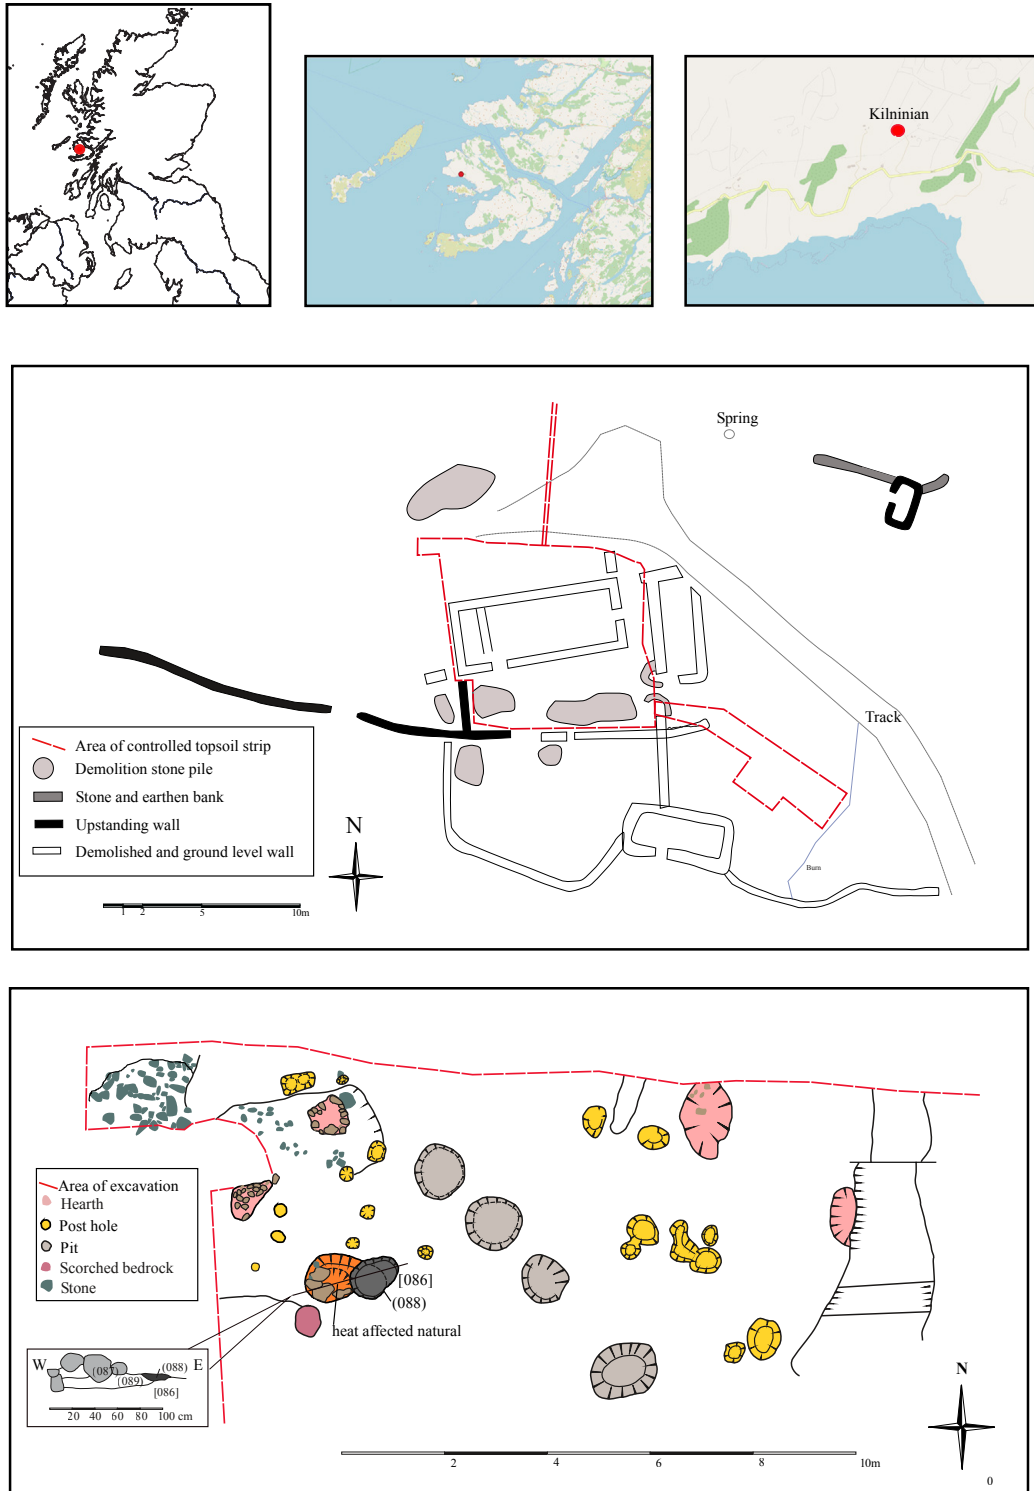 Kilninian
Spring
Track
Burn
Area of controlled topsoil strip
Demolition stone pile
Stone and earthen bank
Upstanding wall
Demolished and ground level wall
N
1 2 5 10m
Area of excavation
Hearth
Post hole
Pit
Scorched bedrock
Stone
[086]
(088)
heat affected natural
W E
(087)
(089)
(088)
[086]
20 40 60 80 100 cm
N
2 4 6 8 10m
0